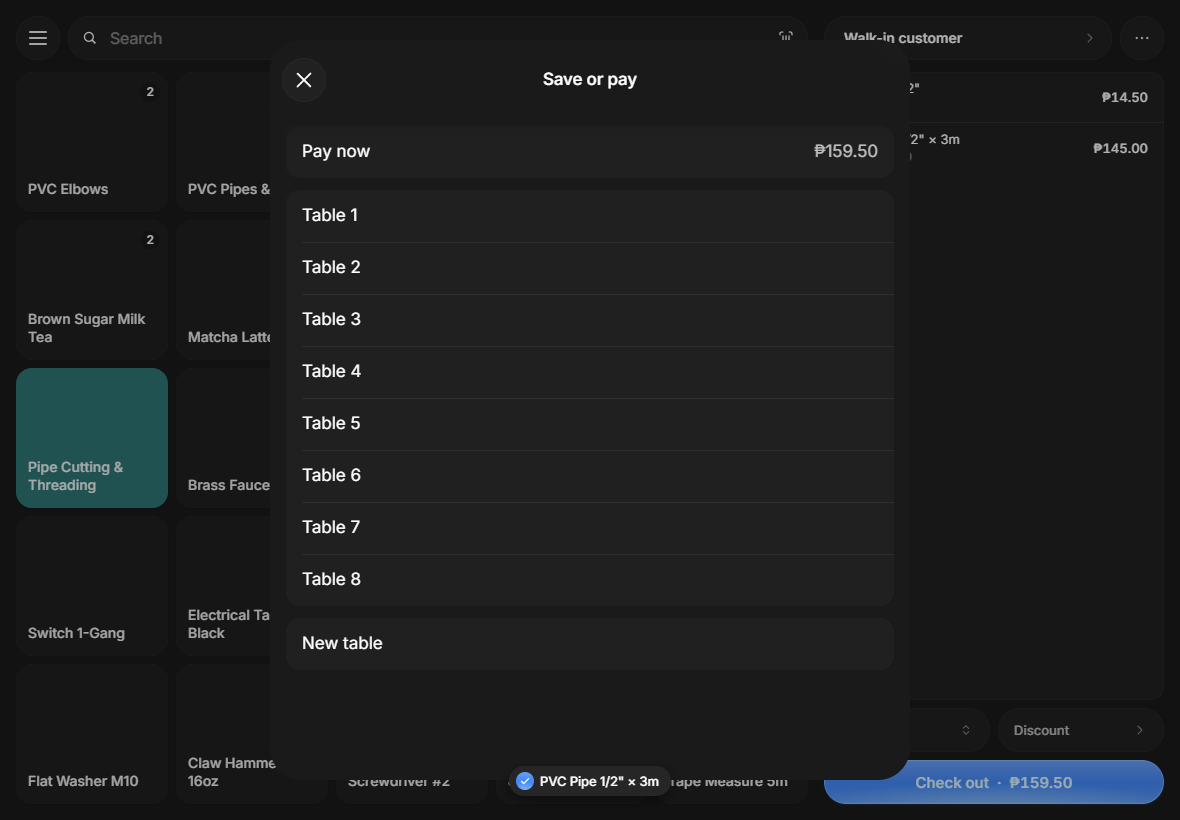 Search
Walk-in customer
Save or pay
2
PVC Elbows
PVC Pipes &
2
Brown Sugar Milk
Tea
Matcha Latte
Pipe Cutting &
Threading
Brass Fauce
Switch 1-Gang
Electrical Ta
Black
Flat Washer M10
Claw Hamme
16oz
Screwdriver #2
Tape Measure 5m
Pay now ₱159.50
Table 1
Table 2
Table 3
Table 4
Table 5
Table 6
Table 7
Table 8
New table
PVC Pipe 1/2" × 3m
2"
₱14.50
/2" × 3m
₱145.00
Discount
Check out · ₱159.50